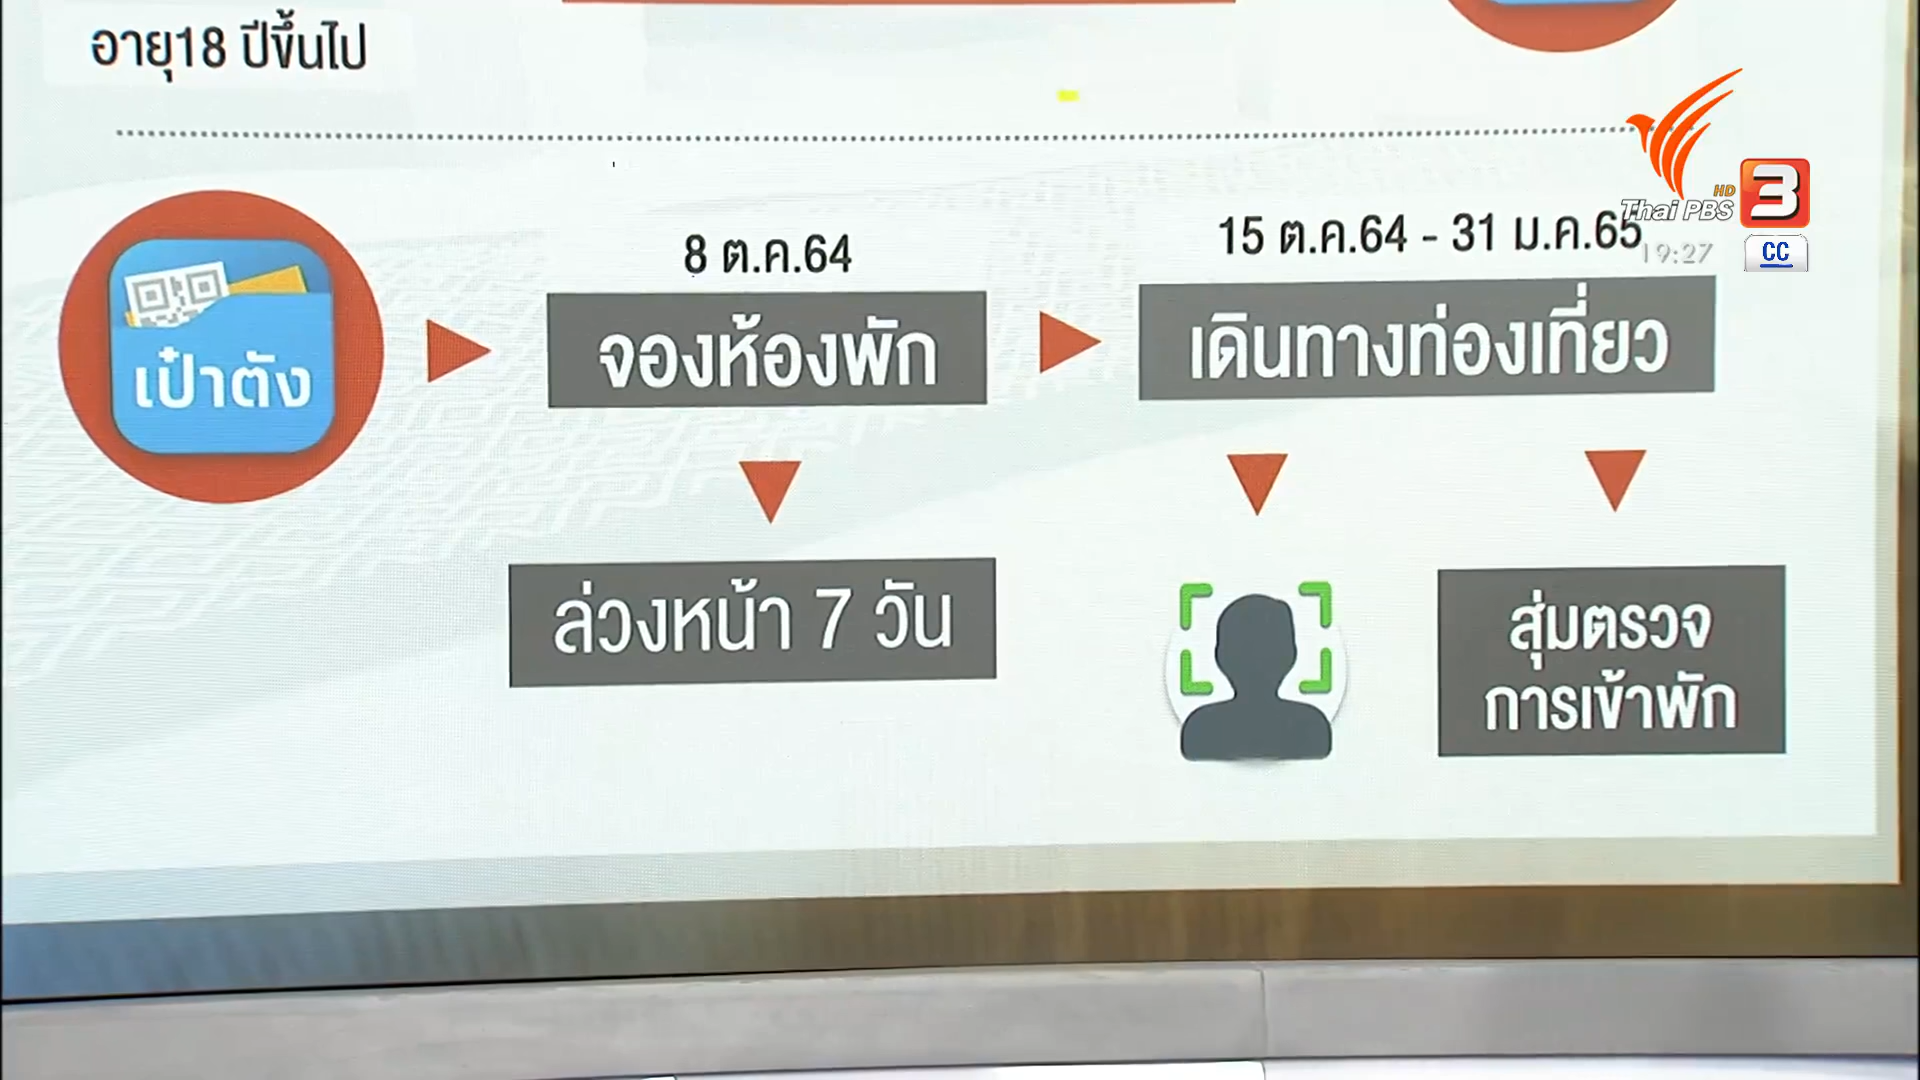 อายุ18 ปีขึ้นไป
HD
Thai PBS
3
19:27
CC
8 ต.ค.64
15 ต.ค.64 - 31 ม.ค.65
เป๋าตัง
จองห้องพัก
เดินทางท่องเที่ยว
ล่วงหน้า 7 วัน
สุ่มตรวจ
การเข้าพัก